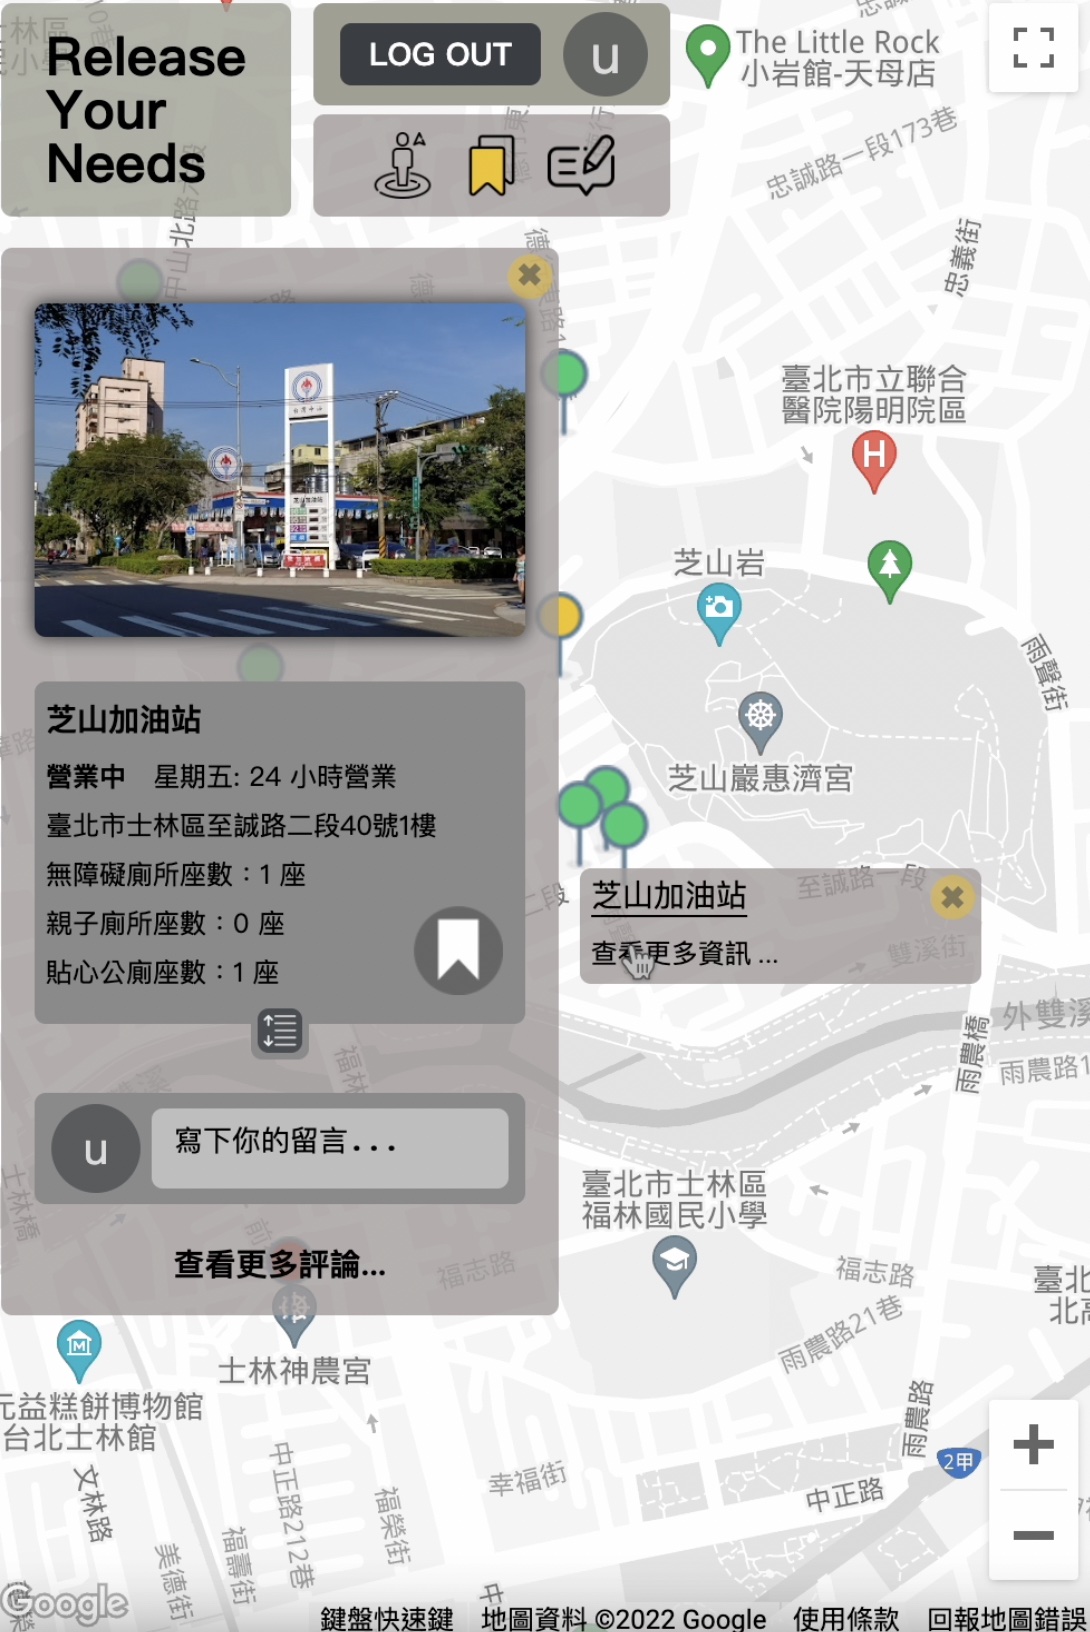 Release
Your
Needs
LOG OUT
u
The Little Rock
小岩館-天母店
忠誠路一段173巷
忠義街
臺北市立聯合
醫院陽明院區
H
芝山岩
雨聲街
芝山巖惠濟宮
芝山加油站
營業中 星期五: 24 小時營業
臺北市士林區至誠路二段40號1樓
無障礙廁所座數：1 座
親子廁所座數：0 座
貼心公廁座數：1 座
至誠路一段
芝山加油站
查看更多資訊 ...
雙溪街
外雙溪
雨農橋
雨農路1
福林
u
寫下你的留言...
士林橋
臺北市士林區
福林國民小學
查看更多評論...
福志路
福志路
臺北
北高
雨農路21巷
M
士林神農宮
元益糕餅博物館
台北士林館
雨農路
2甲
文林路
中正路212巷
幸福街
中正路
福榮街
福壽街
美德街
Google
鍵盤快速鍵 地圖資料 ©2022 Google 使用條款 回報地圖錯誤